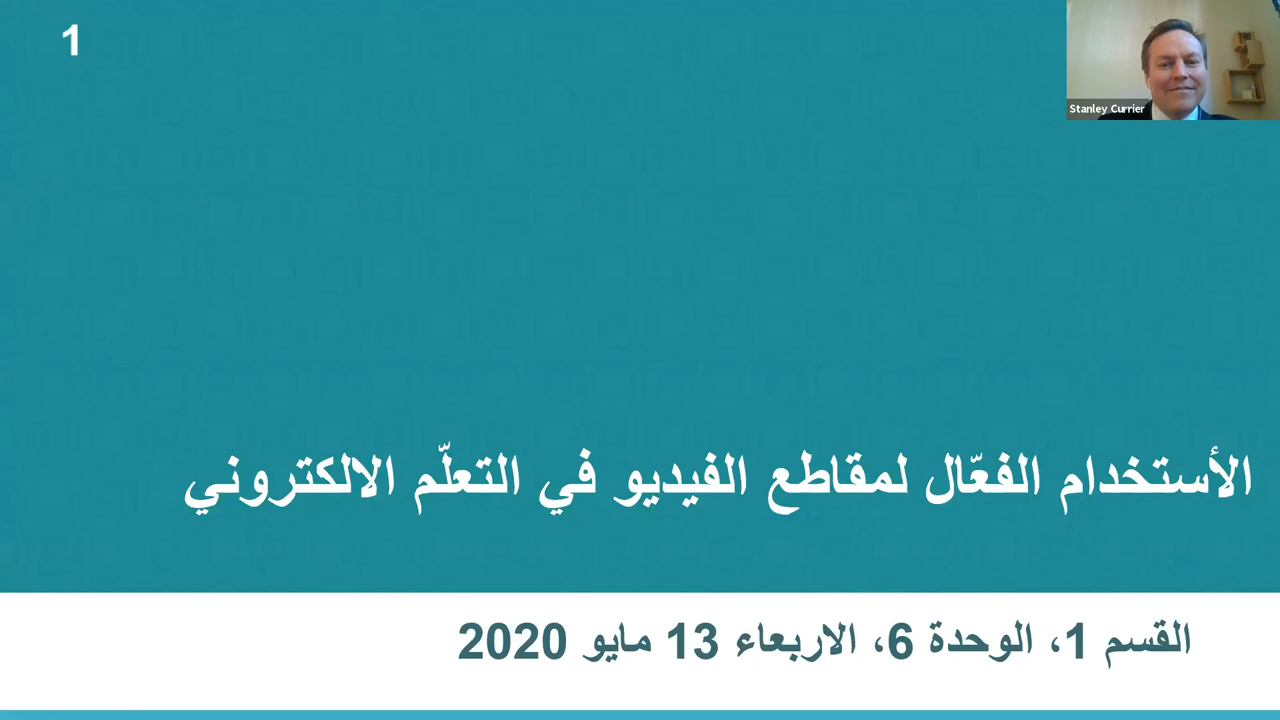 1
Stanley Currier
الأستخدام الفعّال لمقاطع الفيديو في التعلّم الالكتروني
القسم 1، الوحدة 6، الاربعاء 13 مايو 2020